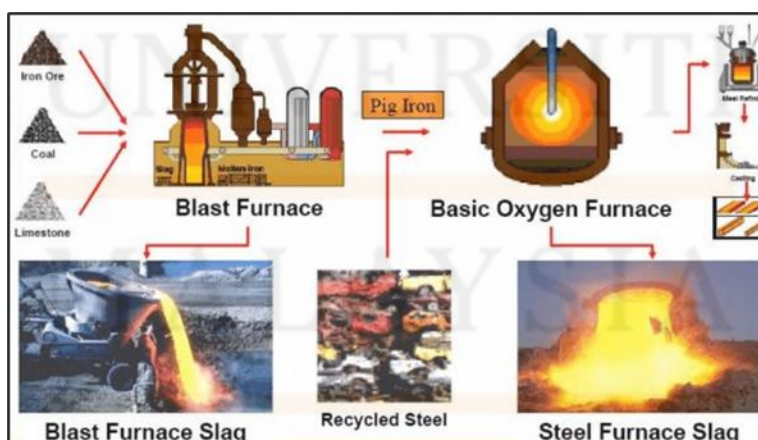 UNIVERSITI
Iron Ore
Coal
Limestone
Slag
Molten Iron
Blast Furnace
Pig Iron
Basic Oxygen Furnace
Steel Refining
Casting
MALAYSIA
Blast Furnace Slag
Recycled Steel
Steel Furnace Slag